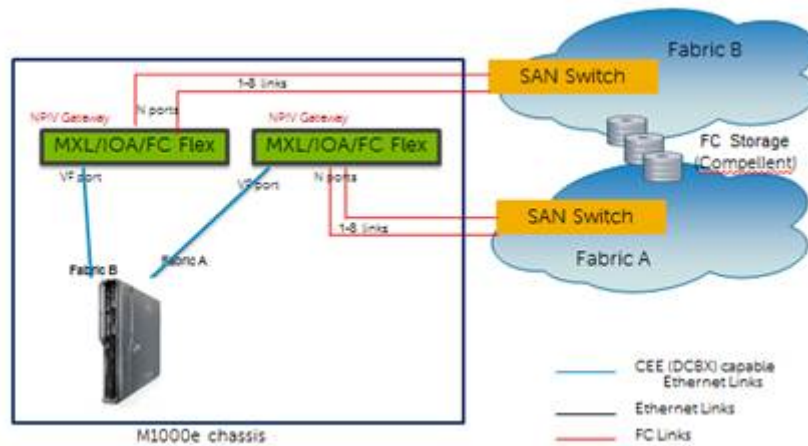 Fabric B
SAN Switch
1-8 links
N ports
NPIV Gateway
NPIV Gateway
MXL/IOA/FC Flex
MXL/IOA/FC Flex
FC Storage
(Compellent)
VF port
VF port
N ports
SAN Switch
1-8 links
Fabric A
Fabric B
Fabric A
CEE (DCBX) capable
Ethernet Links
Ethernet Links
FC Links
M1000e chassis